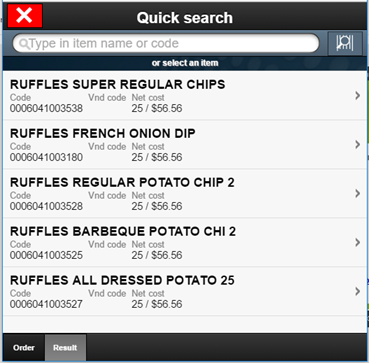 Quick search
Type in item name or code
or select an item
RUFFLES SUPER REGULAR CHIPS
Code Vnd code Net cost
0006041003538 25 / $56.56
RUFFLES FRENCH ONION DIP
Code Vnd code Net cost
0006041003180 25 / $56.56
RUFFLES REGULAR POTATO CHIP 2
Code Vnd code Net cost
0006041003528 25 / $56.56
RUFFLES BARBEQUE POTATO CHI 2
Code Vnd code Net cost
0006041003525 25 / $56.56
RUFFLES ALL DRESSED POTATO 25
Code Vnd code Net cost
0006041003527 25 / $56.56
Order Result